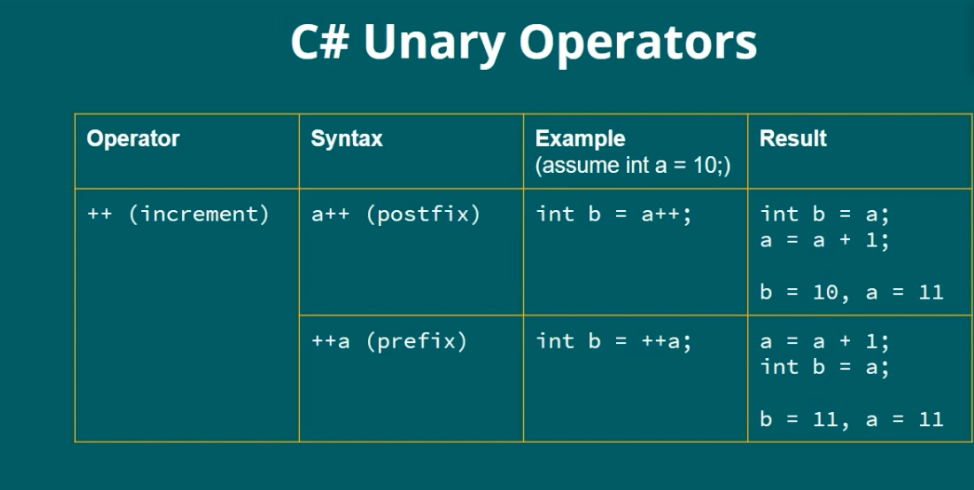 C# Unary Operators
Operator
Syntax
Example
(assume int a = 10;)
Result
++ (increment)
a++ (postfix)
int b = a++;
int b = a;
a = a + 1;
b = 10, a = 11
++a (prefix)
int b = ++a;
a = a + 1;
int b = a;
b = 11, a = 11